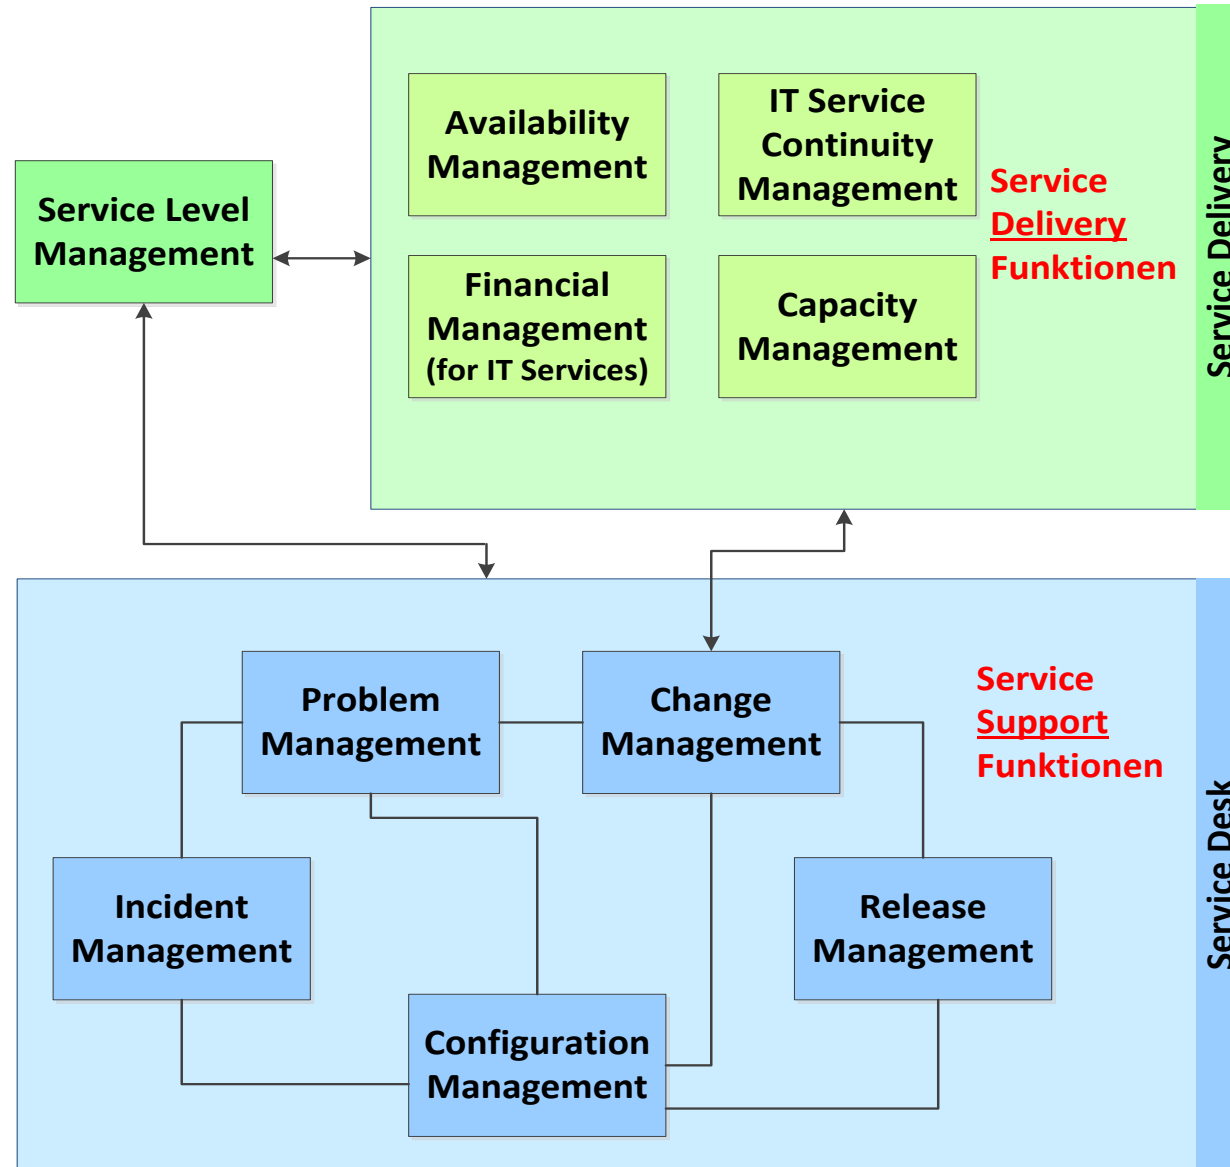 Availability
Management
IT Service
Continuity
Management
Service Level
Management
Financial
Management
(for IT Services)
Capacity
Management
Service
Delivery
Funktionen
Service Delivery
Problem
Management
Change
Management
Service
Support
Funktionen
Incident
Management
Release
Management
Configuration
Management
Service Desk